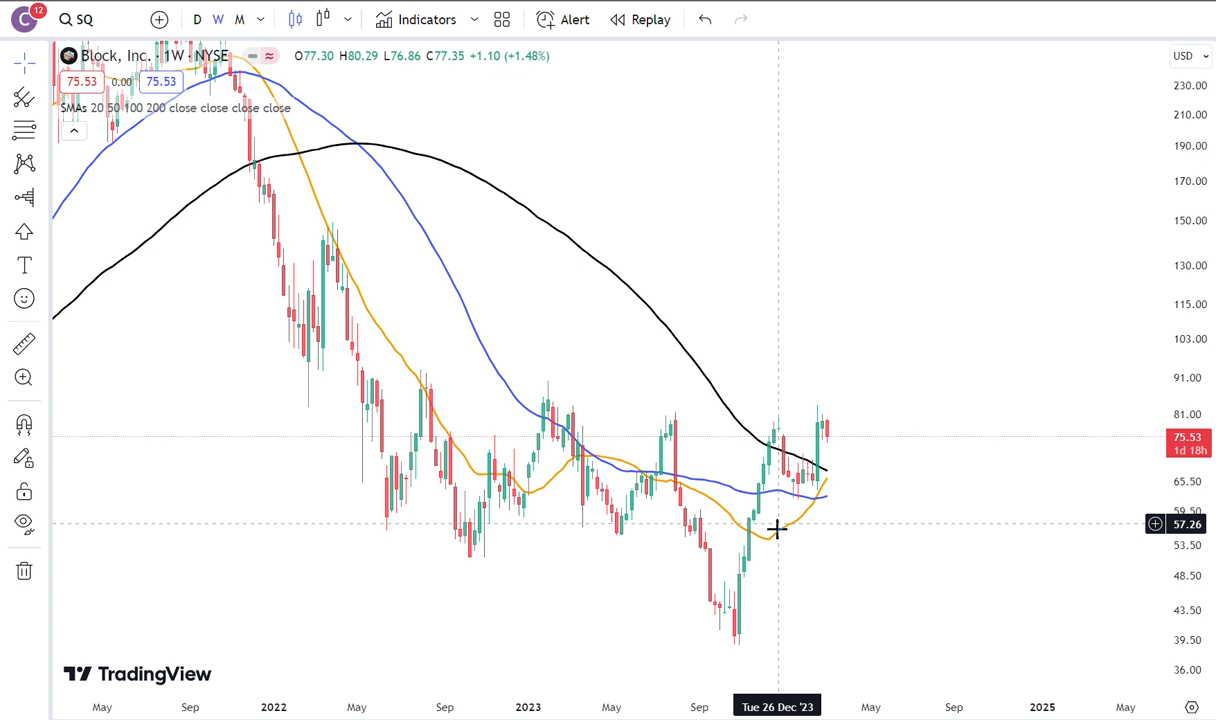 C 12 SQ D W M Indicators Alert Replay
Block, Inc. · 1W · NYSE O77.30 H80.29 L76.86 C77.35 +1.10 (+1.48%) USD
75.53 0.00 75.53
SMAs 20 50 100 200 close close close close
230.00
210.00
190.00
170.00
150.00
130.00
115.00
103.00
91.00
81.00
75.53
1d 18h
65.50
59.50
57.26
53.50
48.50
43.50
39.50
36.00
TradingView
May Sep 2022 May Sep 2023 May Sep Tue 26 Dec '23 May Sep 2025 May